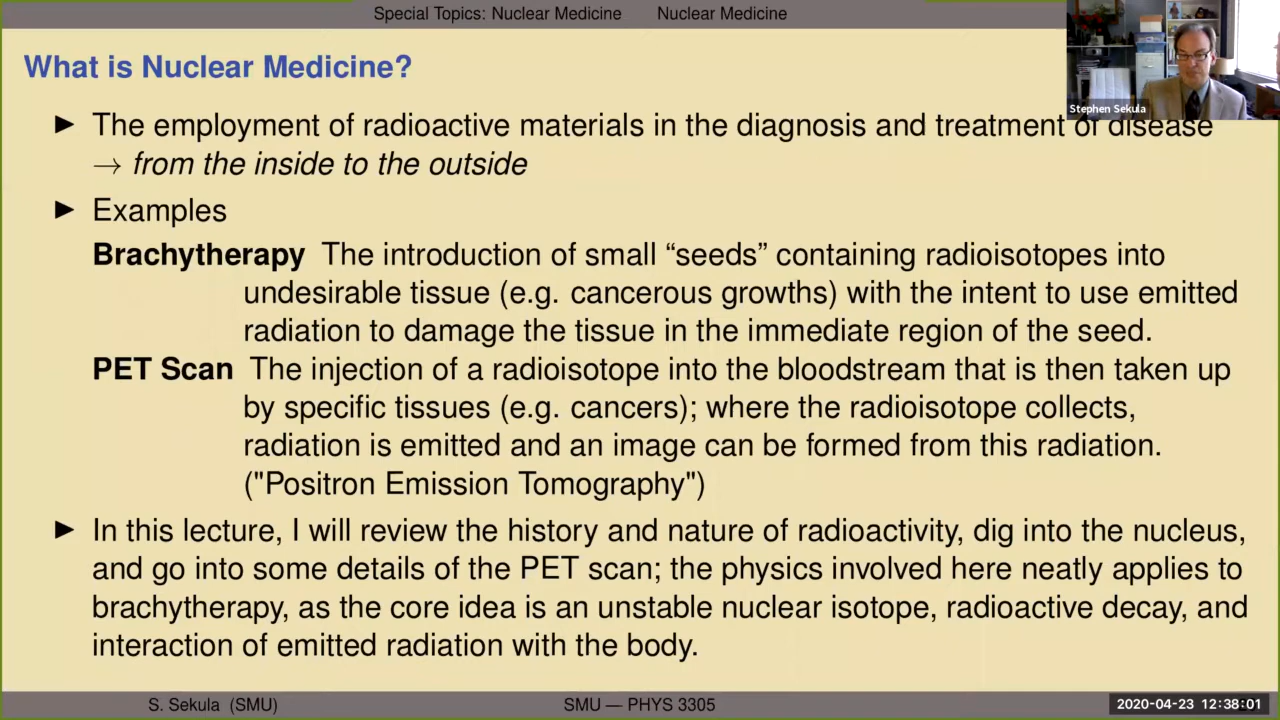 Special Topics: Nuclear Medicine Nuclear Medicine
What is Nuclear Medicine?
Stephen Sekula
▶ The employment of radioactive materials in the diagnosis and treatment of disease
→ from the inside to the outside
▶ Examples
Brachytherapy The introduction of small “seeds” containing radioisotopes into
undesirable tissue (e.g. cancerous growths) with the intent to use emitted
radiation to damage the tissue in the immediate region of the seed.
PET Scan The injection of a radioisotope into the bloodstream that is then taken up
by specific tissues (e.g. cancers); where the radioisotope collects,
radiation is emitted and an image can be formed from this radiation.
("Positron Emission Tomography")
▶ In this lecture, I will review the history and nature of radioactivity, dig into the nucleus,
and go into some details of the PET scan; the physics involved here neatly applies to
brachytherapy, as the core idea is an unstable nuclear isotope, radioactive decay, and
interaction of emitted radiation with the body.
S. Sekula (SMU) SMU — PHYS 3305 2020-04-23 12:38:01